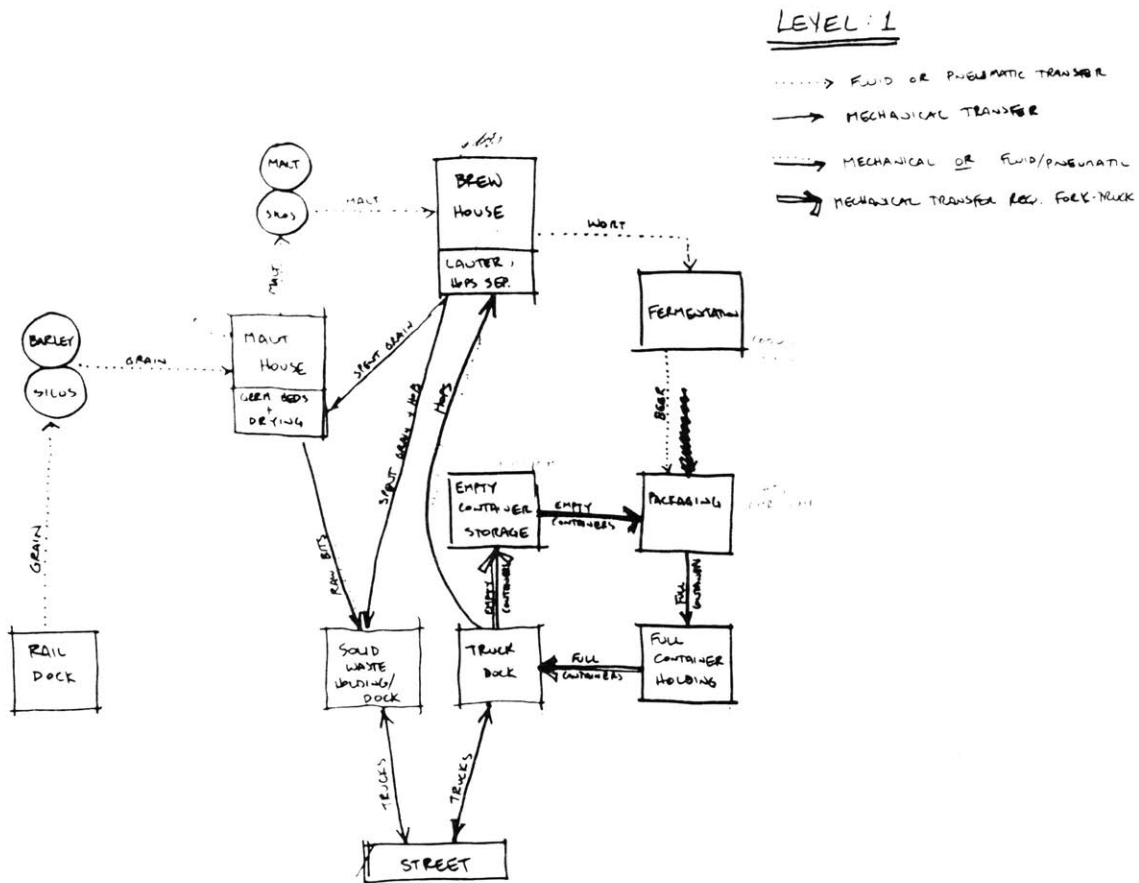 LEVEL: 1
FLUID OR PNEUMATIC TRANSFER
MECHANICAL TRANSFER
MECHANICAL OR FLUID/PNEUMATIC
MECHANICAL TRANSFER REQ. FORK-TRUCK
MALT
SILOS
MALT
BREW
HOUSE
LAUTER,
HOPS SEP.
WORT
MALT
FERMENTATION
BARLEY
SILOS
GRAIN
MALT
HOUSE
GERM BEDS
+
DRYING
SPENT GRAIN
SPENT GRAIN + HOPS
HOPS
BEER
GRAIN
RAW BITS
EMPTY
CONTAINER
STORAGE
EMPTY
CONTAINERS
PACKAGING
EMPTY
CONTAINERS
FULL
CONTAINER
RAIL
DOCK
SOLID
WASTE
HOLDING/
DOCK
TRUCK
DOCK
FULL
CONTAINERS
FULL
CONTAINER
HOLDING
TRUCKS
TRUCKS
STREET